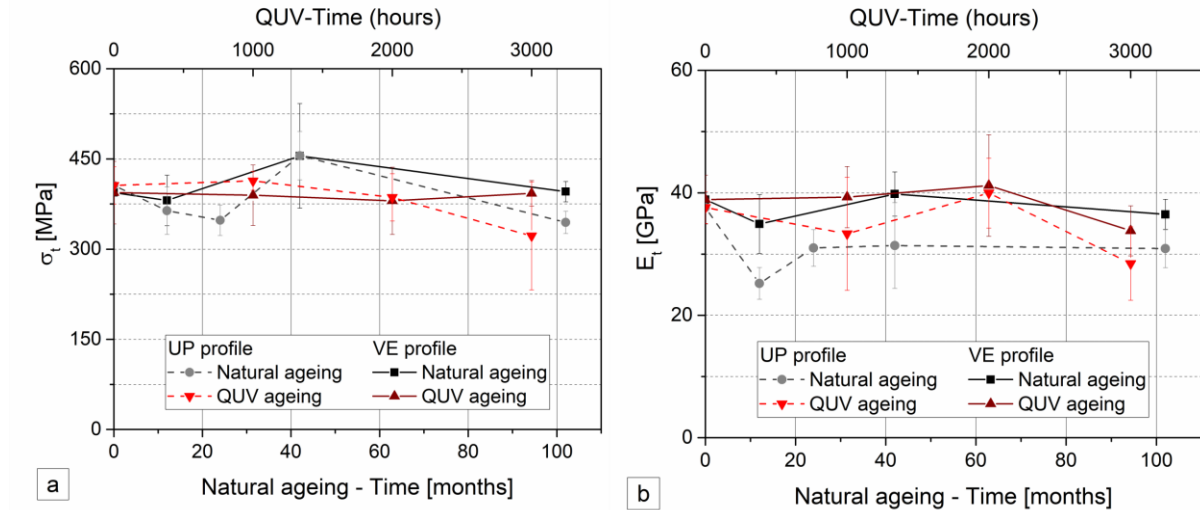 QUV-Time (hours)
0 1000 2000 3000
600
450
300
150
0
σt [MPa]
UP profile VE profile
Natural ageing Natural ageing
QUV ageing QUV ageing
0 20 40 60 80 100
Natural ageing - Time [months]
a
QUV-Time (hours)
0 1000 2000 3000
60
40
20
0
Et [GPa]
UP profile VE profile
Natural ageing Natural ageing
QUV ageing QUV ageing
0 20 40 60 80 100
Natural ageing - Time [months]
b